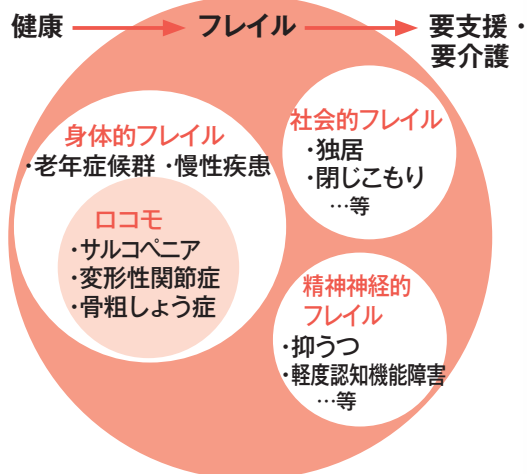 健康 フレイル 要支援・
要介護
身体的フレイル
・老年症候群 ・慢性疾患
ロコモ
・サルコペニア
・変形性関節症
・骨粗しょう症
社会的フレイル
・独居
・閉じこもり
…等
精神神経的
フレイル
・抑うつ
・軽度認知機能障害
…等